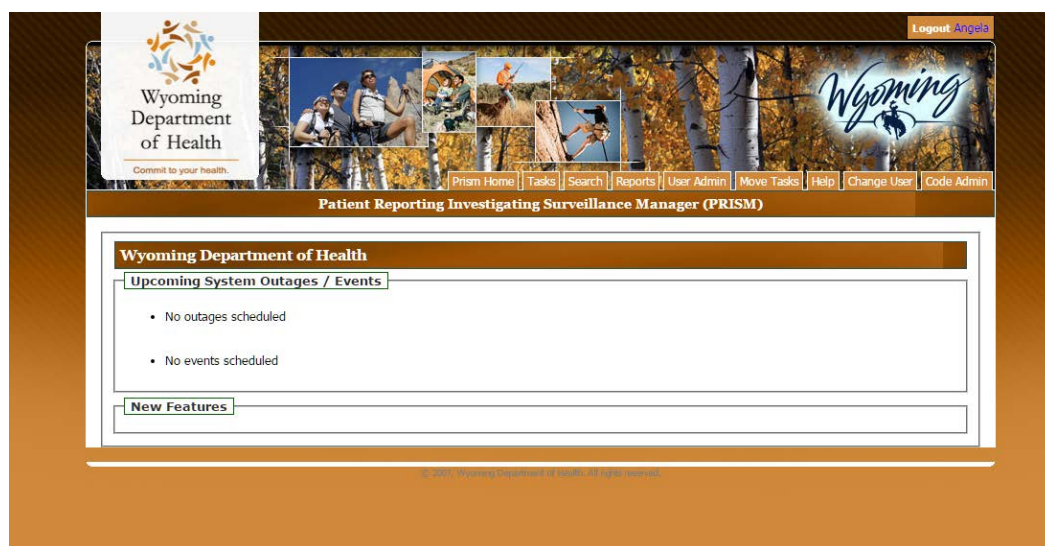 Logout Angela
Wyoming
Department
of Health
Commit to your health.
Wyoming
Prism Home Tasks Search Reports User Admin Move Tasks Help Change User Code Admin
Patient Reporting Investigating Surveillance Manager (PRISM)
Wyoming Department of Health
Upcoming System Outages / Events
• No outages scheduled
• No events scheduled
New Features
© 2007, Wyoming Department of Health. All rights reserved.